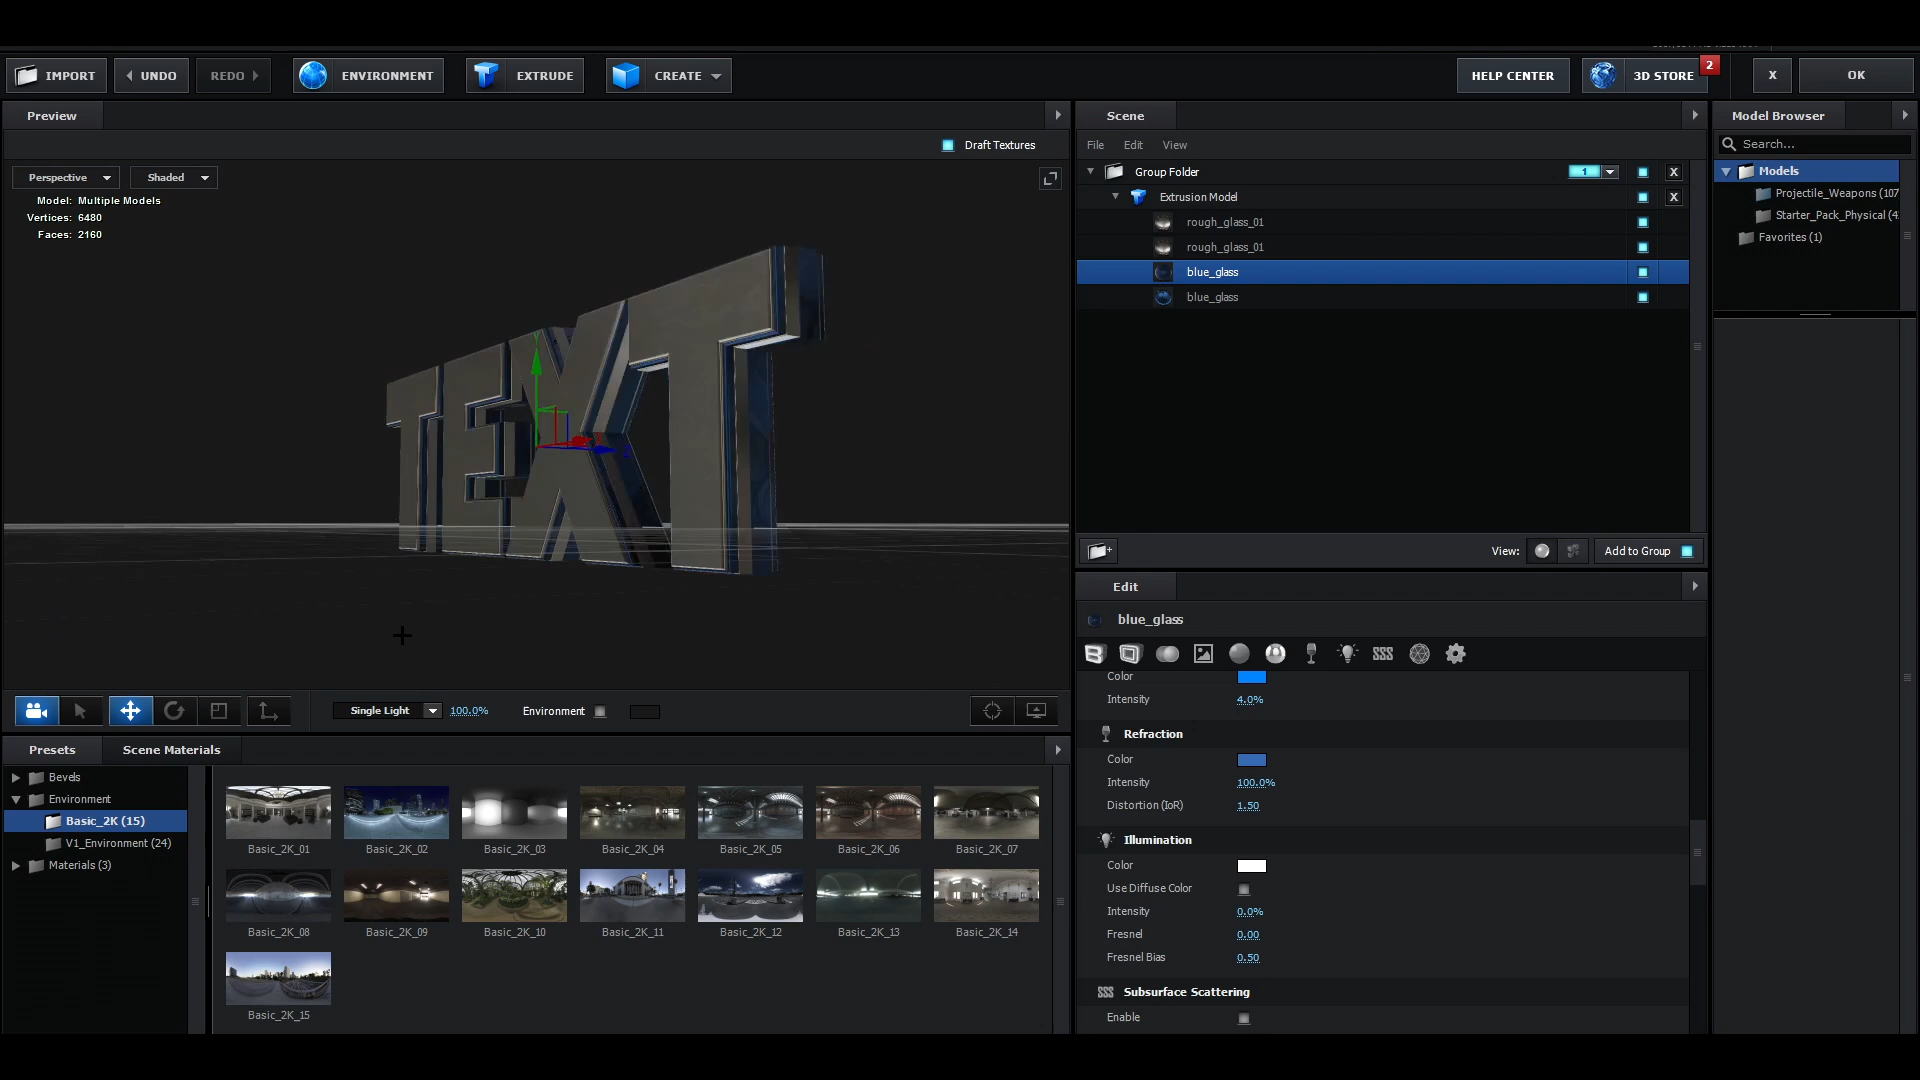 IMPORT
UNDO
REDO
ENVIRONMENT
EXTRUDE
CREATE
HELP CENTER
3D STORE
2
X
OK
Preview
Draft Textures
Perspective
Shaded
Model: Multiple Models
Vertices: 6480
Faces: 2160
TEXT
Single Light
100.0%
Environment
Presets
Scene Materials
Bevels
Environment
Basic_2K (15)
V1_Environment (24)
Materials (3)
Basic_2K_01
Basic_2K_02
Basic_2K_03
Basic_2K_04
Basic_2K_05
Basic_2K_06
Basic_2K_07
Basic_2K_08
Basic_2K_09
Basic_2K_10
Basic_2K_11
Basic_2K_12
Basic_2K_13
Basic_2K_14
Basic_2K_15
Scene
File Edit View
Group Folder
1
X
Extrusion Model
X
rough_glass_01
rough_glass_01
blue_glass
blue_glass
View:
Add to Group
Edit
blue_glass
Color
Intensity 4.0%
Refraction
Color
Intensity 100.0%
Distortion (IoR) 1.50
Illumination
Color
Use Diffuse Color
Intensity 0.0%
Fresnel 0.00
Fresnel Bias 0.50
Subsurface Scattering
Enable
Model Browser
Search...
Models
Projectile_Weapons (107
Starter_Pack_Physical (4
Favorites (1)